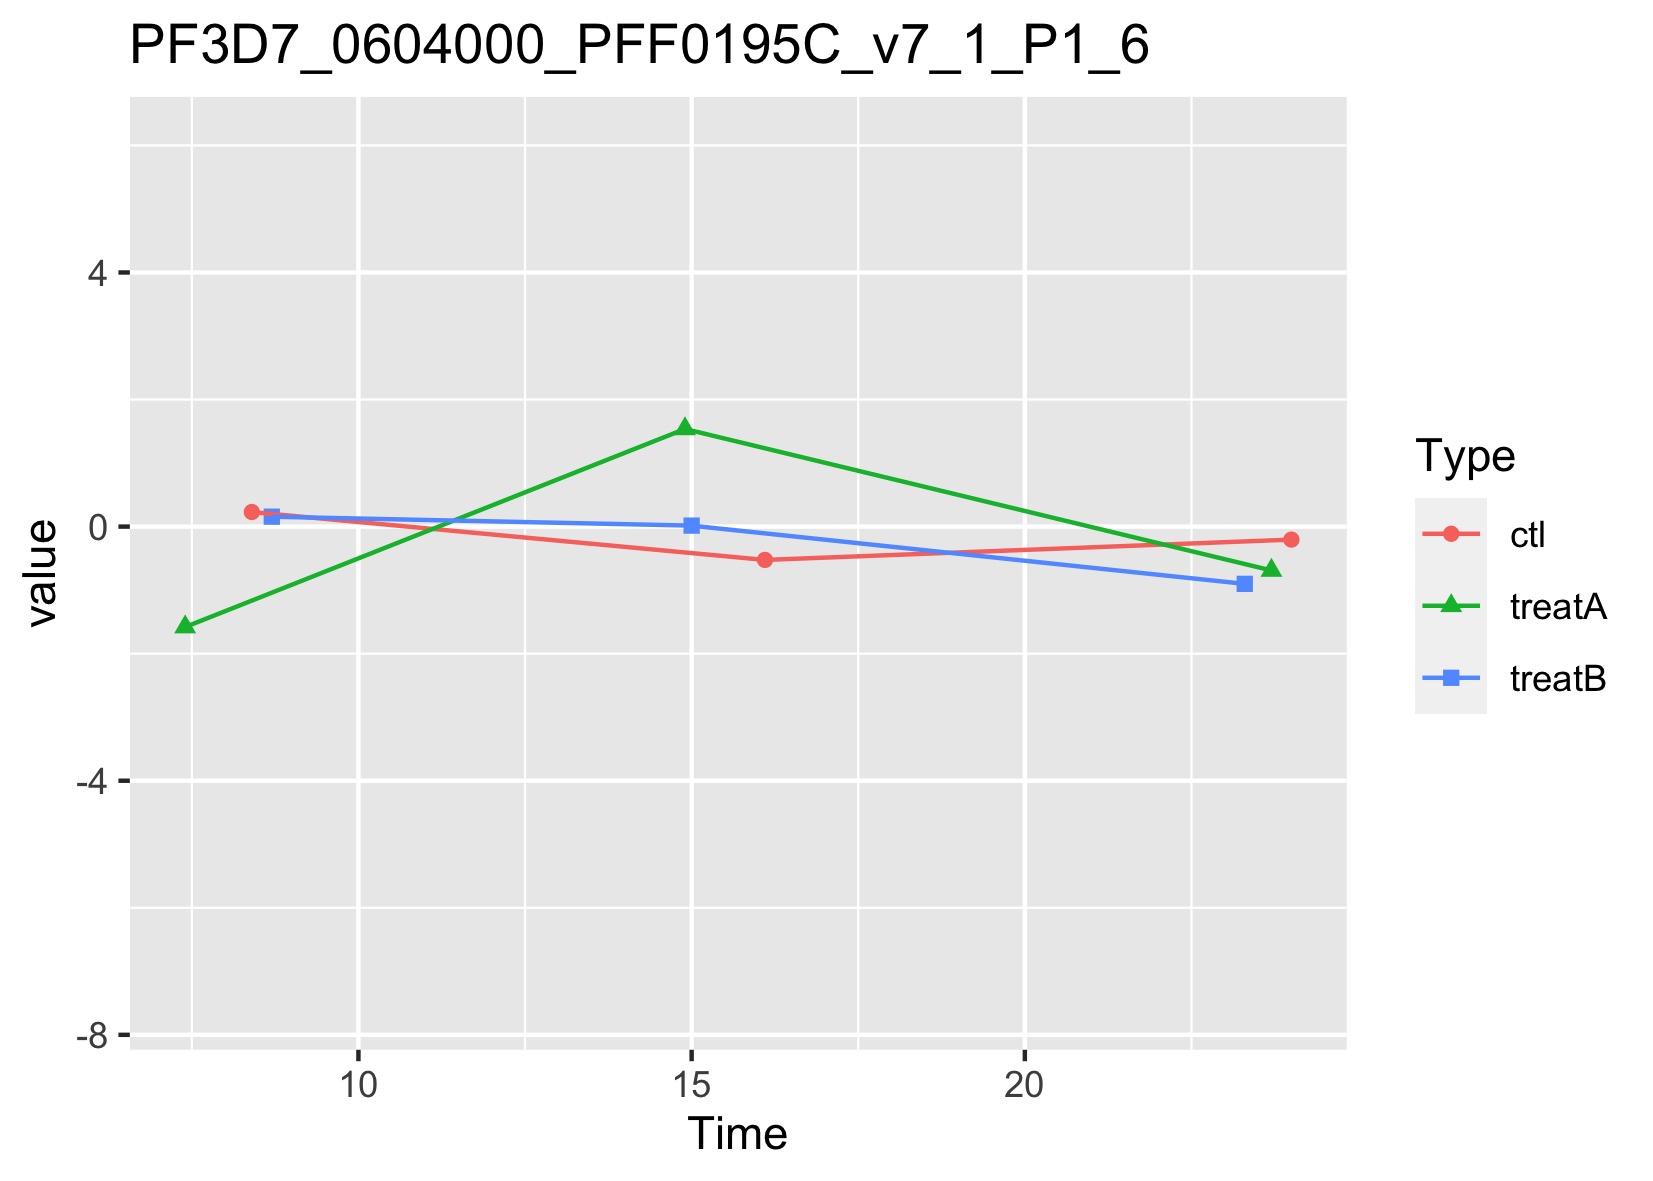 PF3D7_0604000_PFF0195C_v7_1_P1_6
value
4
0
-4
-8
10 15 20
Time
Type
ctl
treatA
treatB